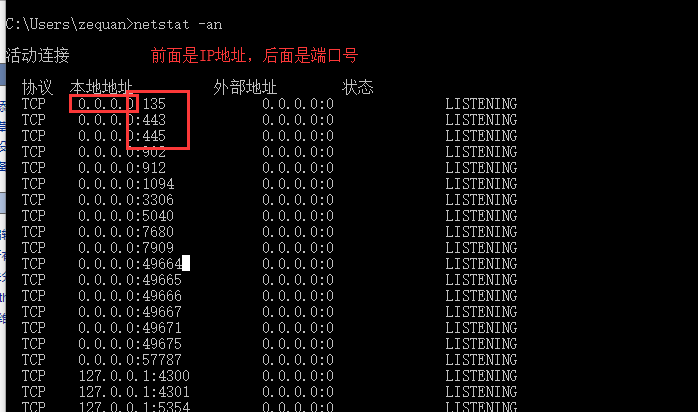 C:\Users\zequan>netstat -an
活动连接 前面是IP地址，后面是端口号
协议 本地地址 外部地址 状态
TCP 0.0.0.0:135 0.0.0.0:0 LISTENING
TCP 0.0.0.0:443 0.0.0.0:0 LISTENING
TCP 0.0.0.0:445 0.0.0.0:0 LISTENING
TCP 0.0.0.0:902 0.0.0.0:0 LISTENING
TCP 0.0.0.0:912 0.0.0.0:0 LISTENING
TCP 0.0.0.0:1094 0.0.0.0:0 LISTENING
TCP 0.0.0.0:3306 0.0.0.0:0 LISTENING
TCP 0.0.0.0:5040 0.0.0.0:0 LISTENING
TCP 0.0.0.0:7680 0.0.0.0:0 LISTENING
TCP 0.0.0.0:7909 0.0.0.0:0 LISTENING
TCP 0.0.0.0:49664 0.0.0.0:0 LISTENING
TCP 0.0.0.0:49665 0.0.0.0:0 LISTENING
TCP 0.0.0.0:49666 0.0.0.0:0 LISTENING
TCP 0.0.0.0:49667 0.0.0.0:0 LISTENING
TCP 0.0.0.0:49671 0.0.0.0:0 LISTENING
TCP 0.0.0.0:49675 0.0.0.0:0 LISTENING
TCP 0.0.0.0:57787 0.0.0.0:0 LISTENING
TCP 127.0.0.1:4300 0.0.0.0:0 LISTENING
TCP 127.0.0.1:4301 0.0.0.0:0 LISTENING
TCP 127.0.0.1:5354 0.0.0.0:0 LISTENING